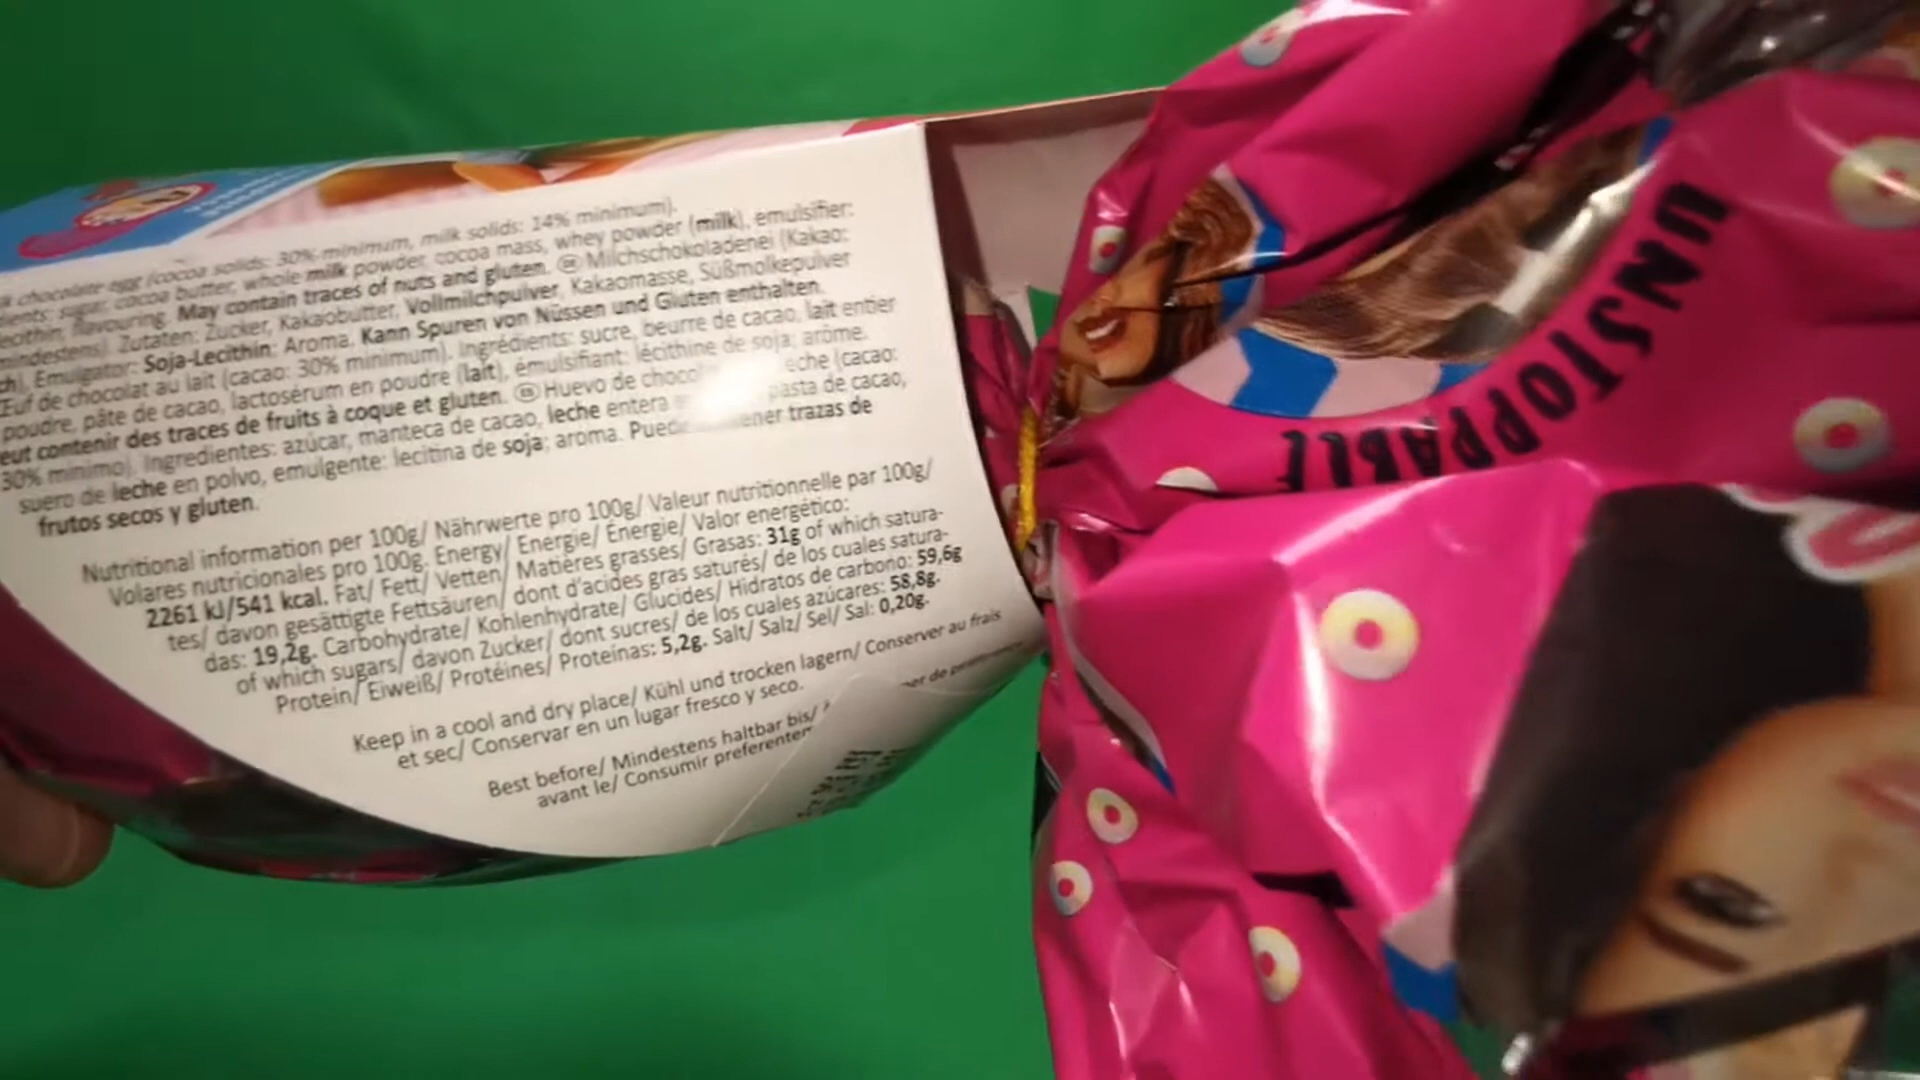 chocolate egg (cocoa solids: 30% minimum, milk solids: 14% minimum).
sugar, cocoa butter, whole milk powder, cocoa mass, whey powder (milk), emulsifier:
flavouring. May contain traces of nuts and gluten. DE Milchschokoladenei (Kakao:
Zutaten: Zucker, Kakaobutter, Vollmilchpulver, Kakaomasse, Süßmolkepulver
Emulgator: Soja-Lecithin; Aroma. Kann Spuren von Nüssen und Gluten enthalten.
Œuf de chocolat au lait (cacao: 30% minimum). Ingrédients: sucre, beurre de cacao, lait entier
poudre, pâte de cacao, lactosérum en poudre (lait), émulsifiant: lécithine de soja; arôme.
contenir des traces de fruits à coque et gluten. ES Huevo de (cacao:
30% minimo). Ingredientes: azúcar, manteca de cacao, leche entera pasta de cacao,
suero de leche en polvo, emulgente: lecitina de soja; aroma. trazas de
frutos secos y gluten.
Nutritional information per 100g/ Nährwerte pro 100g/ Valeur nutritionnelle par 100g/
Volares nutricionales pro 100g. Energy/ Energie/ Énergie/ Valor energético:
2261 kJ/541 kcal. Fat/ Fett/ Vetten/ Matières grasses/ Grasas: 31g of which satura-
tes/ davon gesättigte Fettsäuren/ dont d'acides gras saturés/ de los cuales satura-
das: 19,2g. Carbohydrate/ Kohlenhydrate/ Glucides/ Hidratos de carbono: 59,6g
of which sugars/ davon Zucker/ dont sucres/ de los cuales azúcares: 58,8g.
Protein/ Eiweiß/ Protéines/ Proteínas: 5,2g. Salt/ Salz/ Sel/ Sal: 0,20g.
Keep in a cool and dry place/ Kühl und trocken lagern/ Conserver au frais
et sec/ Conservar en un lugar fresco y seco.
Best before/ Mindestens haltbar bis/
avant le/ Consumir
UNSTOPPABLE